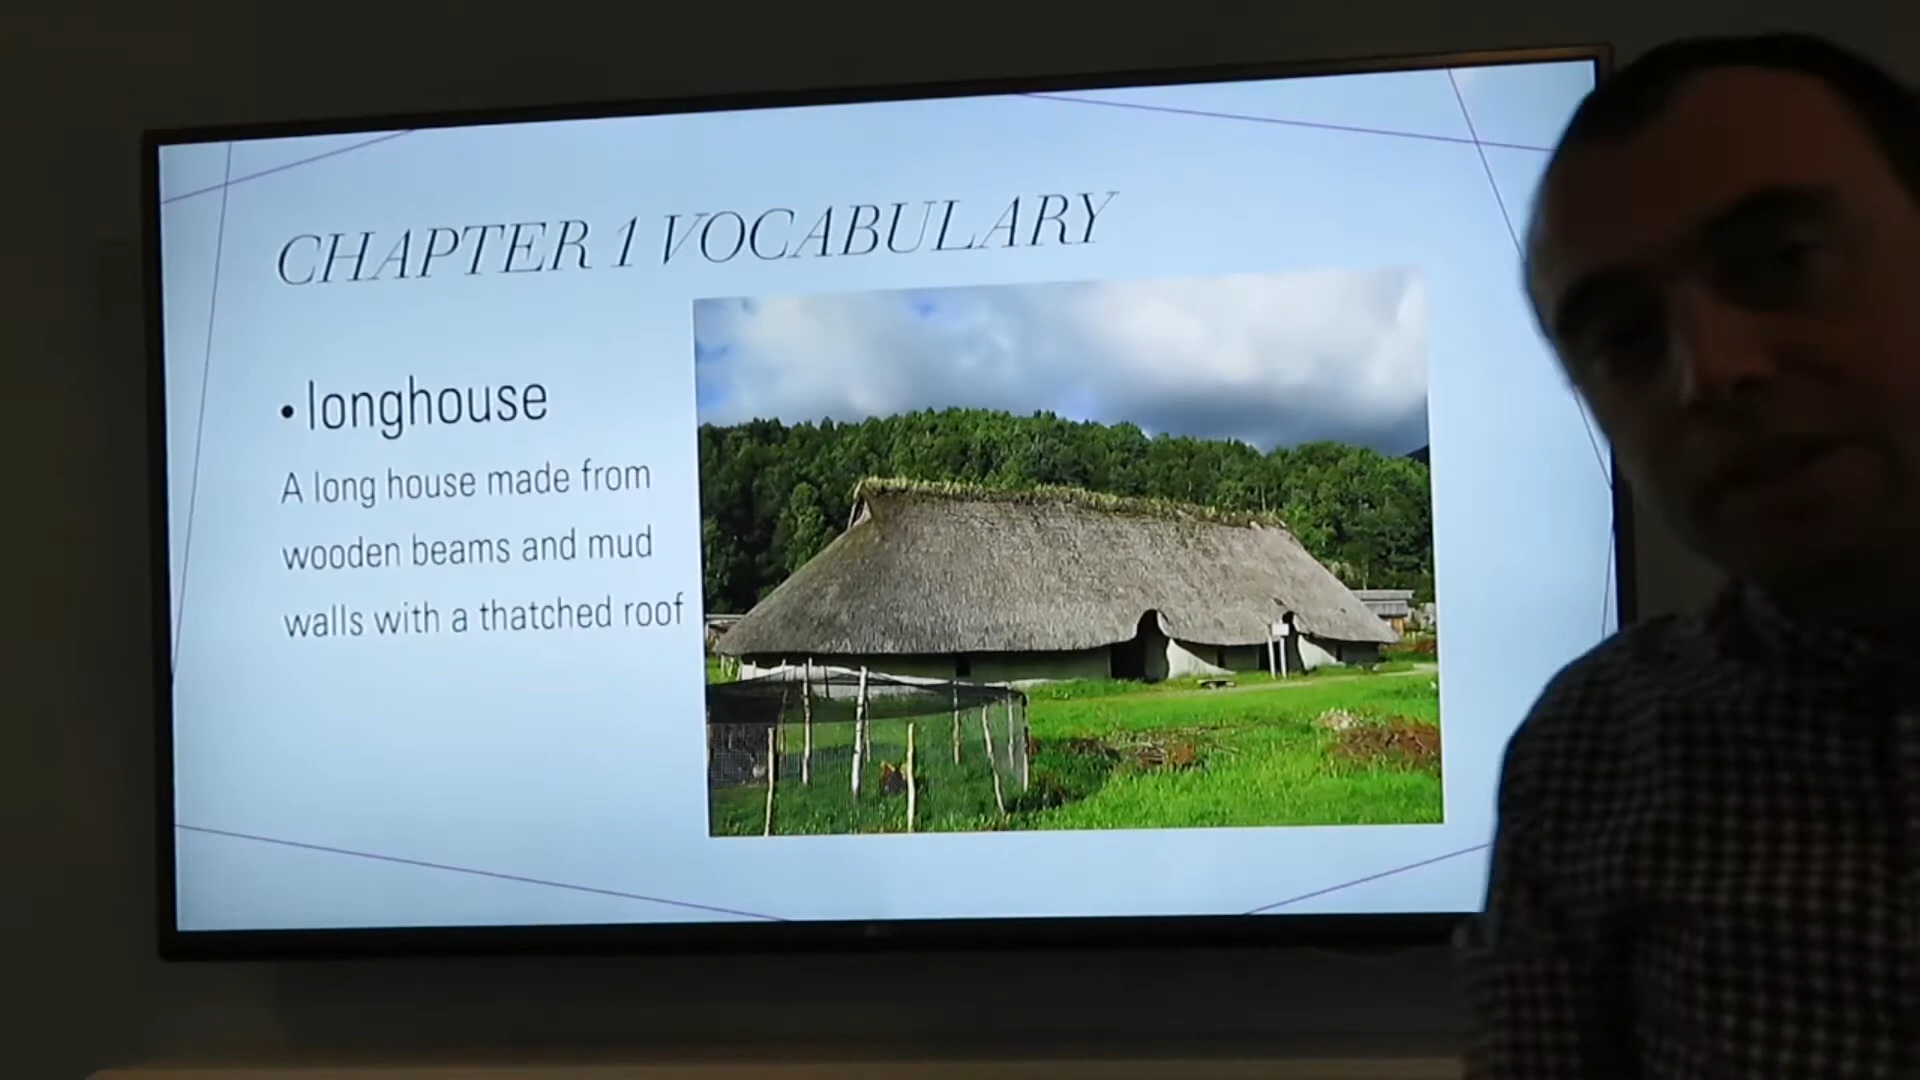 CHAPTER 1 VOCABULARY
• longhouse
A long house made from
wooden beams and mud
walls with a thatched roof